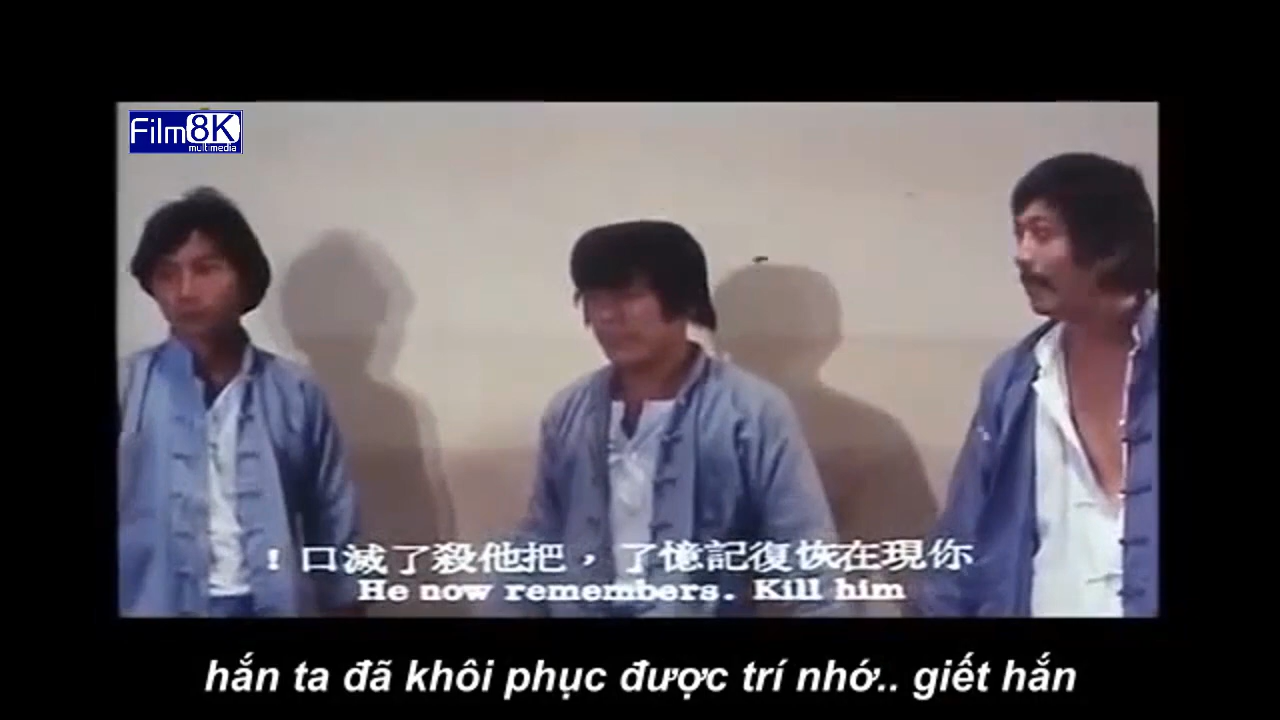 Film8K
multimedia
你現在恢復記憶了，把他殺了滅口！
He now remembers. Kill him
hắn ta đã khôi phục được trí nhớ.. giết hắn